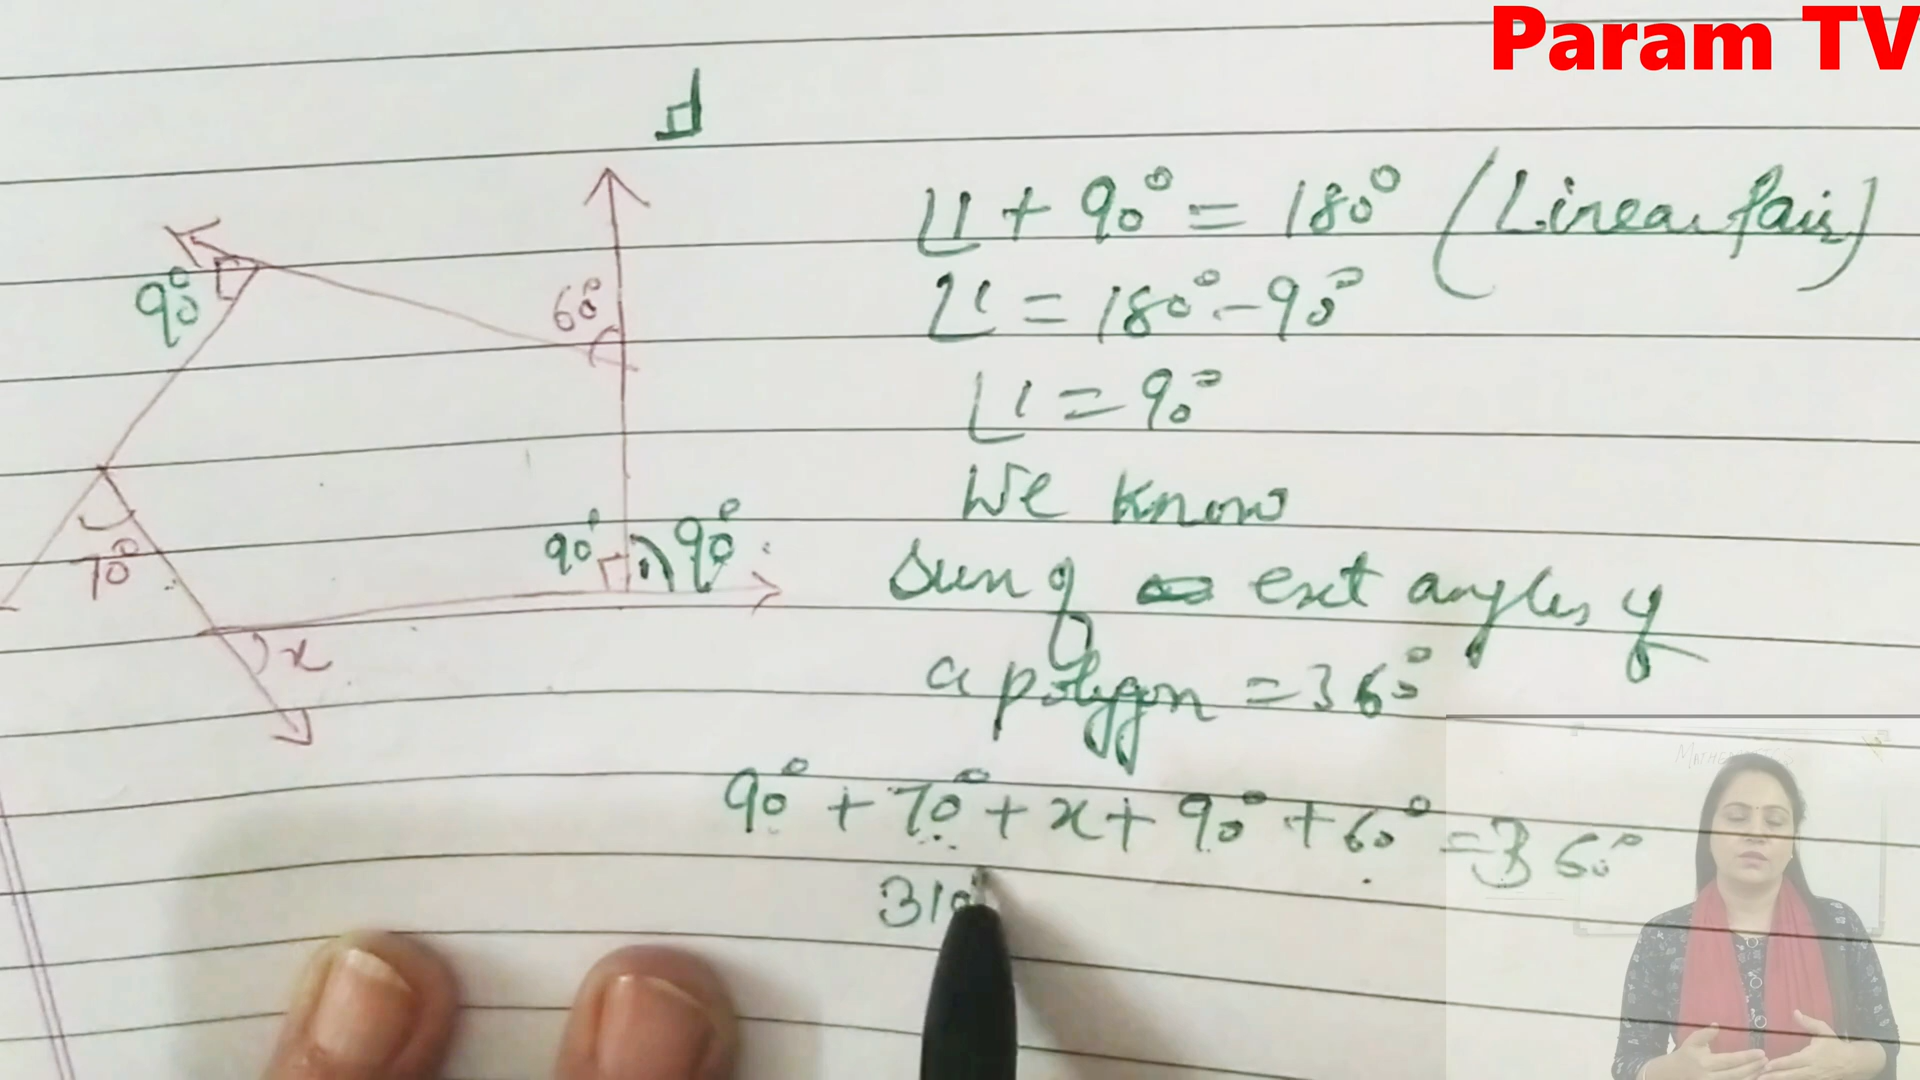 Param TV
∠1 + 90° = 180° (Linear Pair)
∠1 = 180° - 90°
∠1 = 90°
We know
Sum of ext angles of
a polygon = 360°
90° + 70° + x + 90° + 60° = 360°
310°
90°
60°
70°
90°
1
90°
x